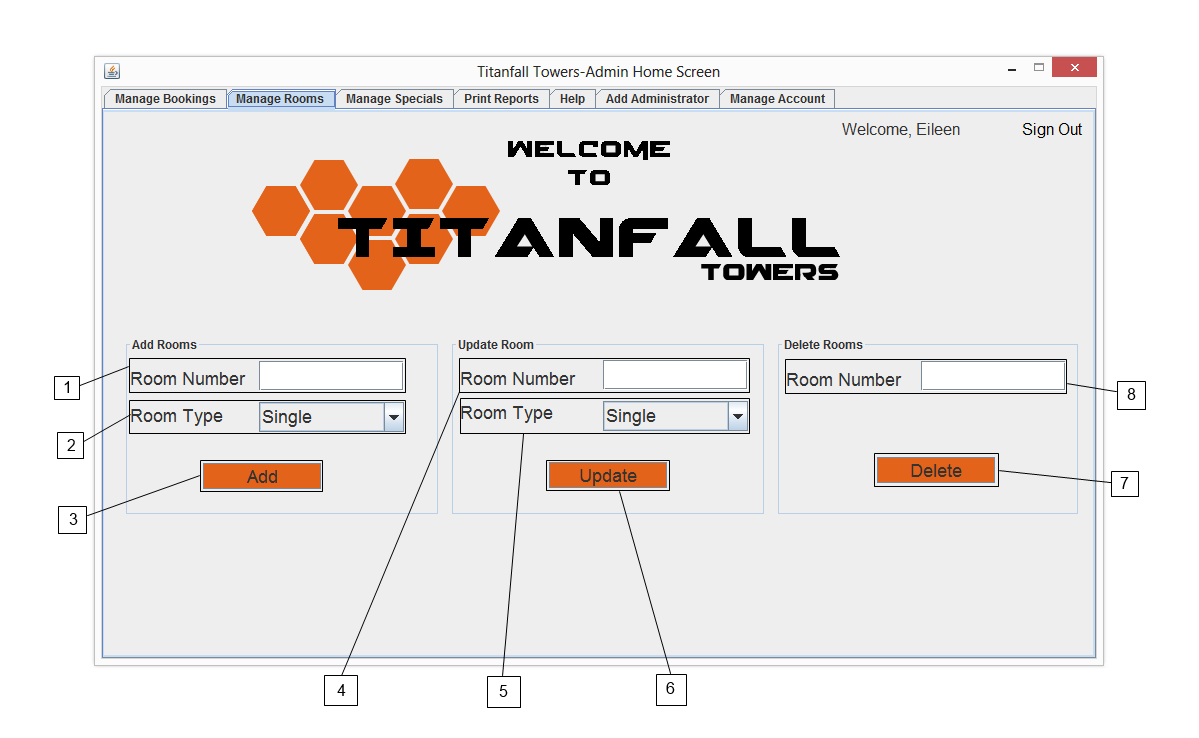 Titanfall Towers-Admin Home Screen
Manage Bookings Manage Rooms Manage Specials Print Reports Help Add Administrator Manage Account
Welcome, Eileen Sign Out
WELCOME
TO
TITANFALL
TOWERS
Add Rooms
Room Number
Room Type Single
Add
Update Room
Room Number
Room Type Single
Update
Delete Rooms
Room Number
Delete
1
2
3
4
5
6
7
8